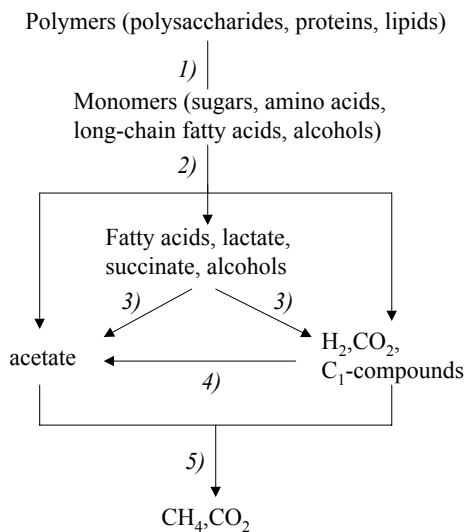 Polymers (polysaccharides, proteins, lipids)
1)
Monomers (sugars, amino acids,
long-chain fatty acids, alcohols)
2)
Fatty acids, lactate,
succinate, alcohols
3)
3)
acetate
H₂,CO₂,
C₁-compounds
4)
5)
CH₄,CO₂